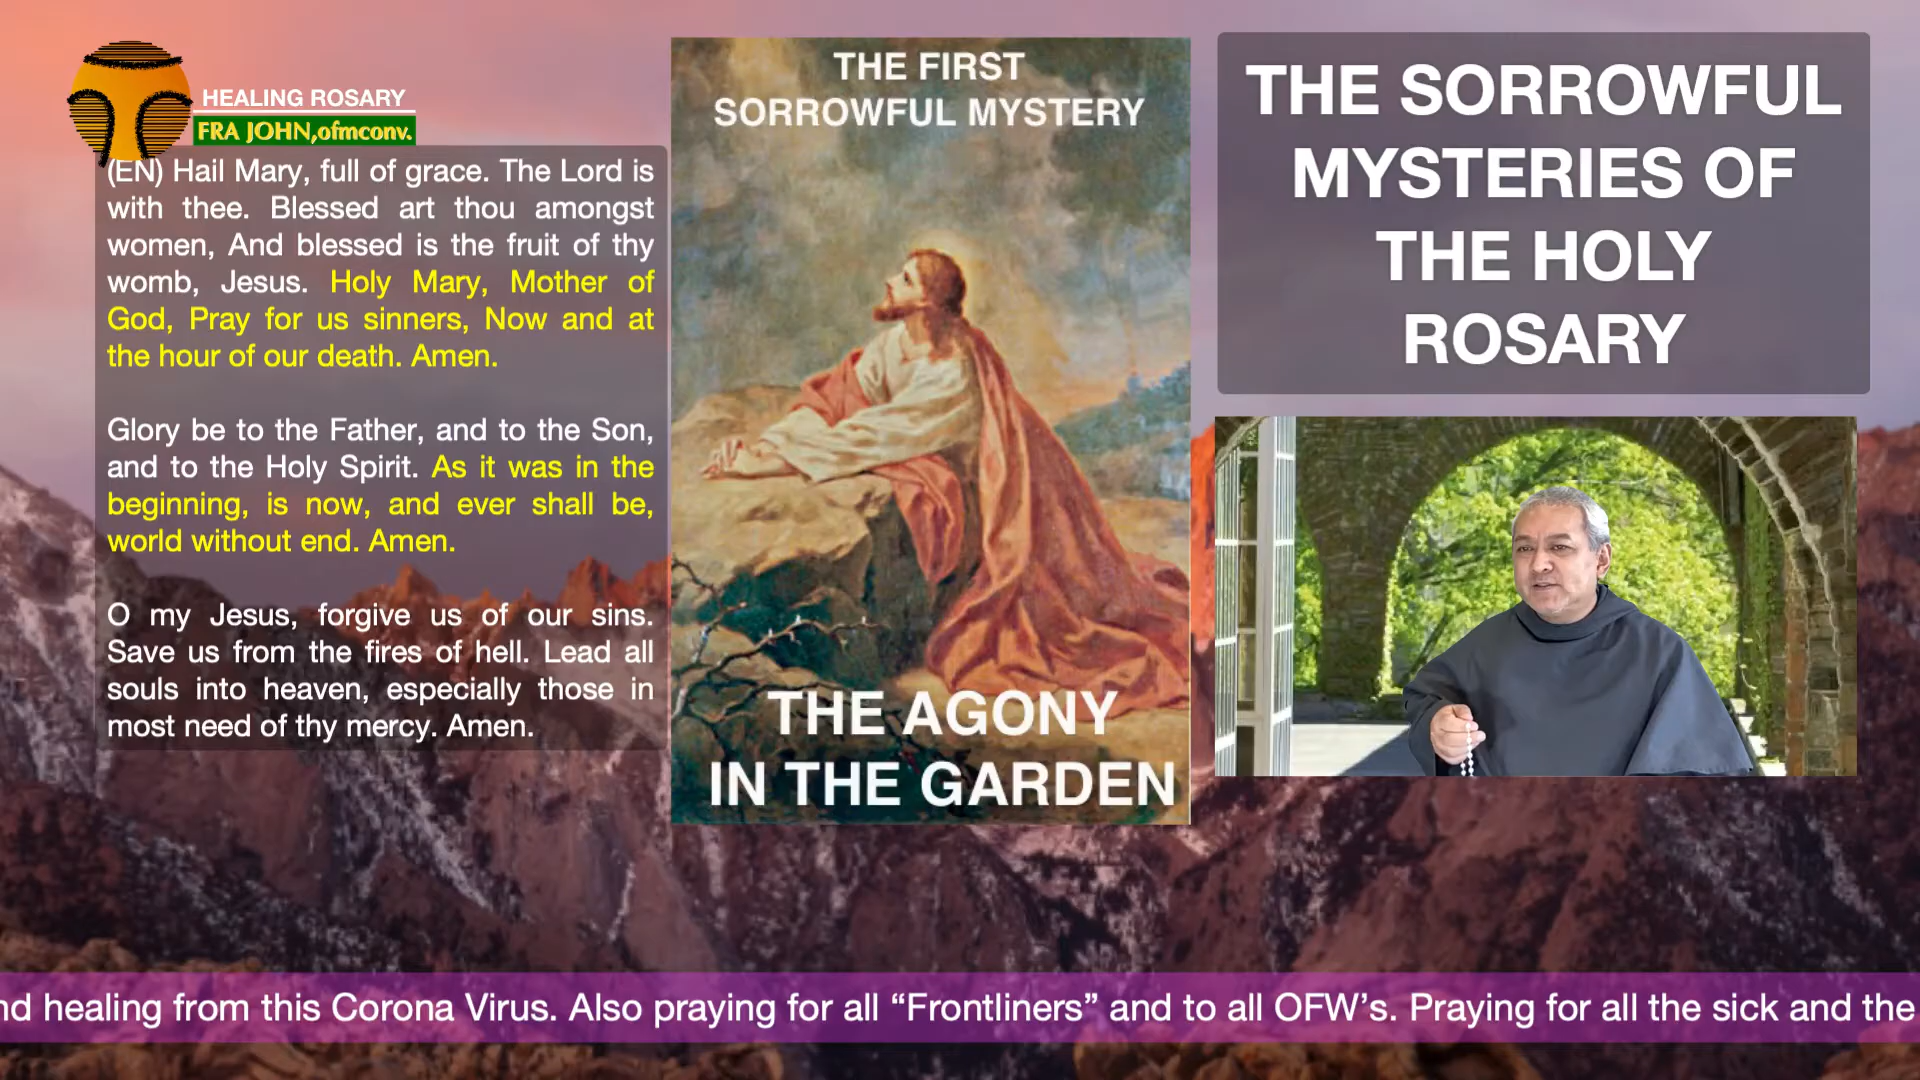 HEALING ROSARY
FRA JOHN,ofmconv.
(EN) Hail Mary, full of grace. The Lord is
with thee. Blessed art thou amongst
women, And blessed is the fruit of thy
womb, Jesus. Holy Mary, Mother of
God, Pray for us sinners, Now and at
the hour of our death. Amen.
Glory be to the Father, and to the Son,
and to the Holy Spirit. As it was in the
beginning, is now, and ever shall be,
world without end. Amen.
O my Jesus, forgive us of our sins.
Save us from the fires of hell. Lead all
souls into heaven, especially those in
most need of thy mercy. Amen.
THE FIRST
SORROWFUL MYSTERY
THE AGONY
IN THE GARDEN
THE SORROWFUL
MYSTERIES OF
THE HOLY
ROSARY
nd healing from this Corona Virus. Also praying for all “Frontliners” and to all OFW’s. Praying for all the sick and the